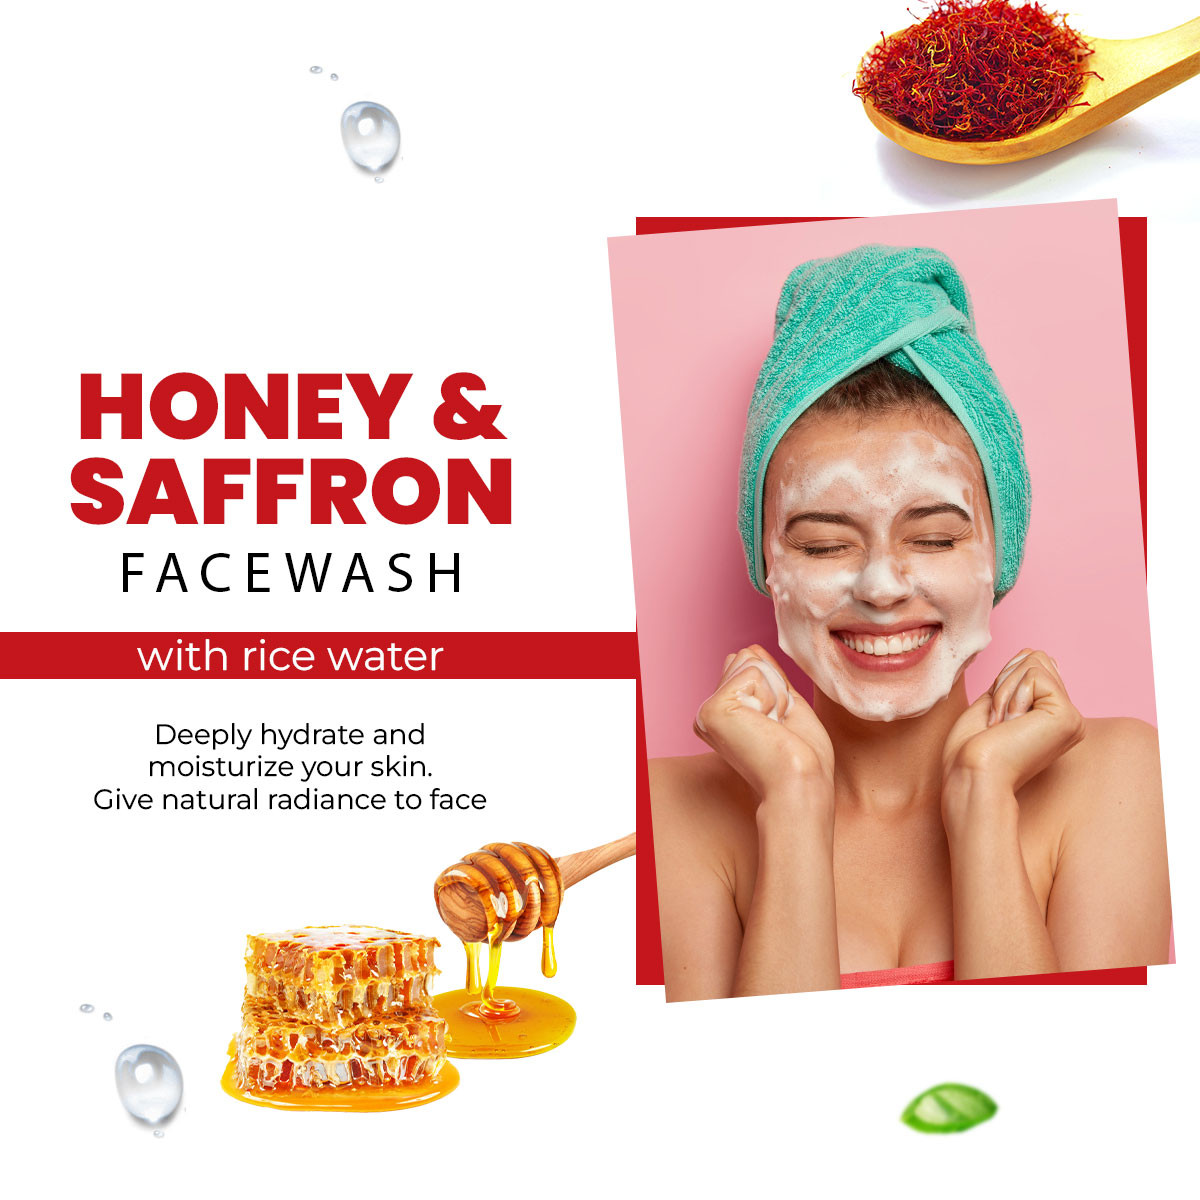 HONEY &
SAFFRON
FACEWASH
with rice water
Deeply hydrate and
moisturize your skin.
Give natural radiance to face